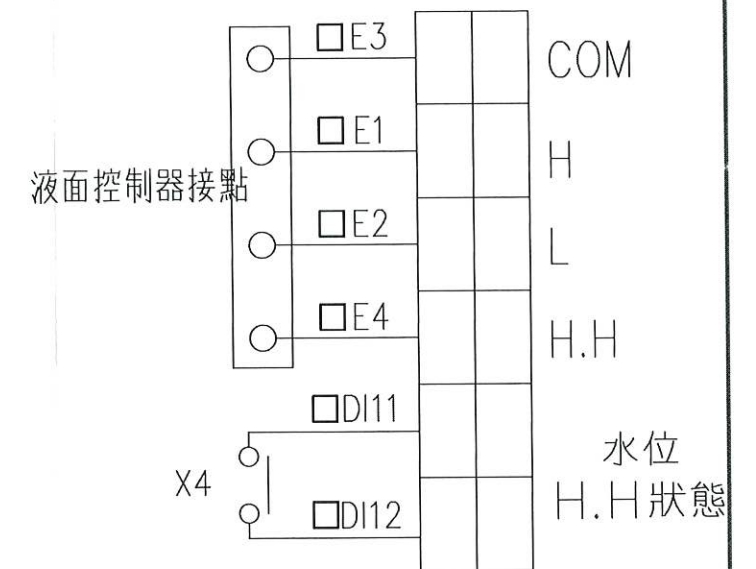 □E3
COM
□E1
H
液面控制器接點
□E2
L
□E4
H.H
□DI11
水位
X4
H.H狀態
□DI12